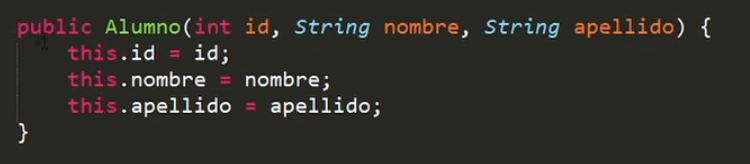 public Alumno(int id, String nombre, String apellido) {
    this.id = id;
    this.nombre = nombre;
    this.apellido = apellido;
}